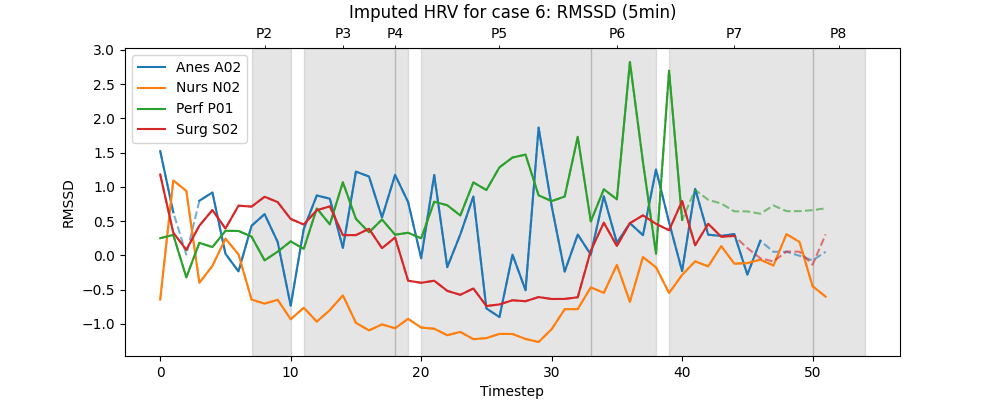 Imputed HRV for case 6: RMSSD (5min)
P2 P3 P4 P5 P6 P7 P8
3.0
2.5
2.0
1.5
1.0
0.5
0.0
−0.5
−1.0
RMSSD
Anes A02
Nurs N02
Perf P01
Surg S02
0 10 20 30 40 50
Timestep